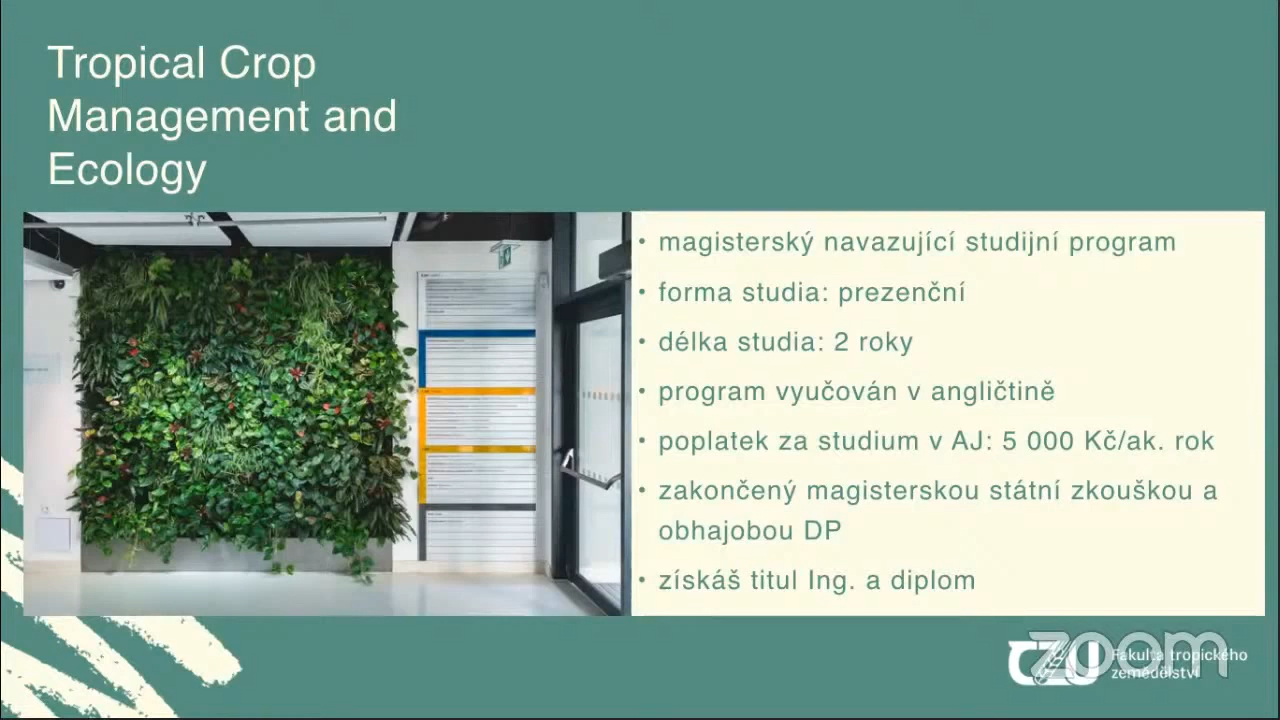 Tropical Crop
Management and
Ecology
• magisterský navazující studijní program
• forma studia: prezenční
• délka studia: 2 roky
• program vyučován v angličtině
• poplatek za studium v AJ: 5 000 Kč/ak. rok
• zakončený magisterskou státní zkouškou a
obhajobou DP
• získáš titul Ing. a diplom
zoom
CZU Fakulta tropického
zemědělství